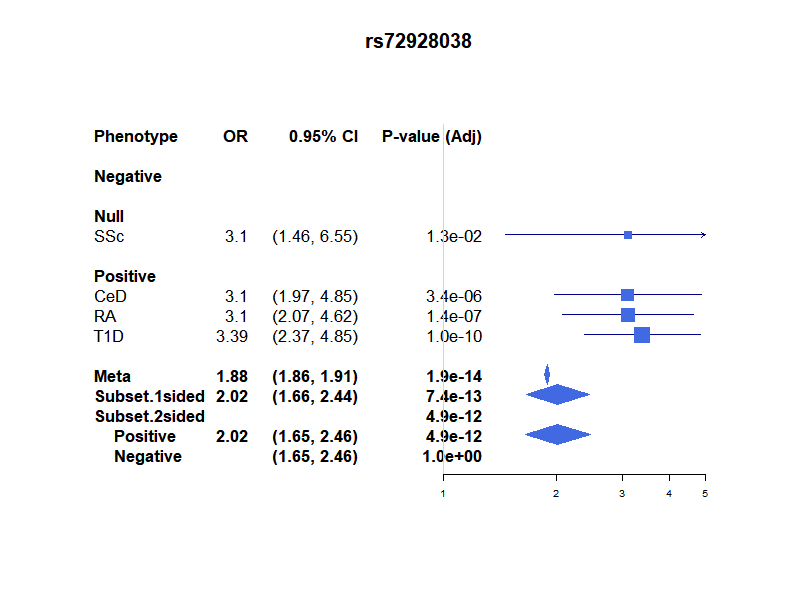 rs72928038
Phenotype OR 0.95% CI P-value (Adj)
Negative
Null
SSc 3.1 (1.46, 6.55) 1.3e-02
Positive
CeD 3.1 (1.97, 4.85) 3.4e-06
RA 3.1 (2.07, 4.62) 1.4e-07
T1D 3.39 (2.37, 4.85) 1.0e-10
Meta 1.88 (1.86, 1.91) 1.9e-14
Subset.1sided 2.02 (1.66, 2.44) 7.4e-13
Subset.2sided 4.9e-12
Positive 2.02 (1.65, 2.46) 4.9e-12
Negative (1.65, 2.46) 1.0e+00
1 2 3 4 5